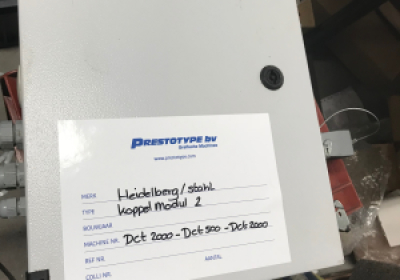 PRESTOTYPE bv
Grafische Machines
www.prestotype.com
MERK Heidelberg/stahl
TYPE Koppel Modul 2
BOUWJAAR
MACHINE NR. Dct 2000 - Dct 500 - Dct 2000
REF NR. AANTAL
COLLI NR.